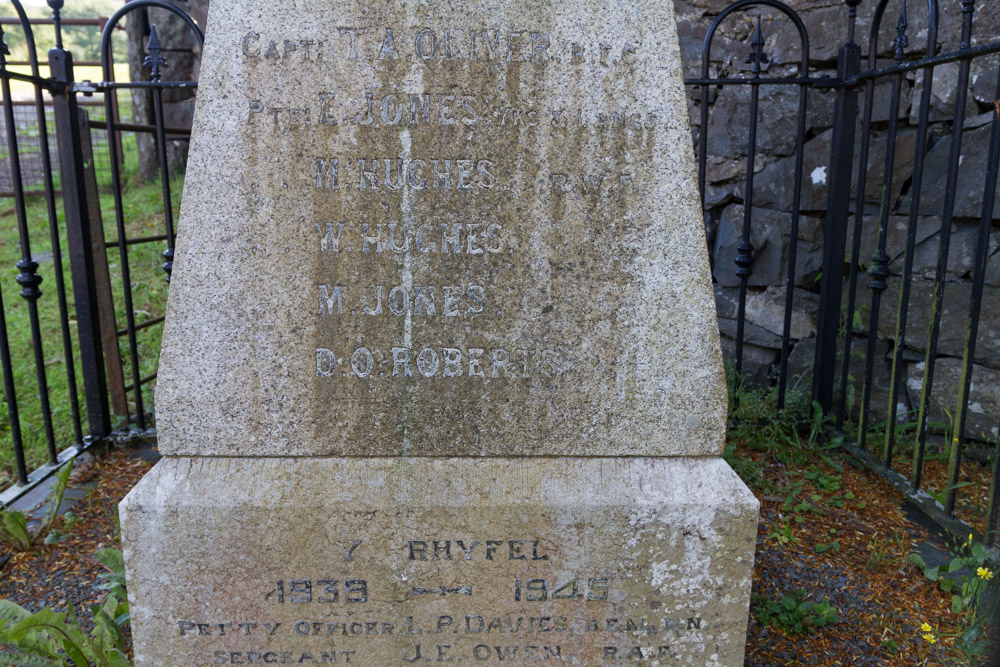 CAPT: T. A. OLIVER. R.F.C.
PTE: E. JONES
M. HUGHES. R.W.F.
W. HUGHES.
M. JONES.
D. O. ROBERTS
Y RHYFEL
1939 — 1945
PETTY OFFICER L. P. DAVIES, B.E.M. R.N.
SERGEANT J. E. OWEN, R.A.F.